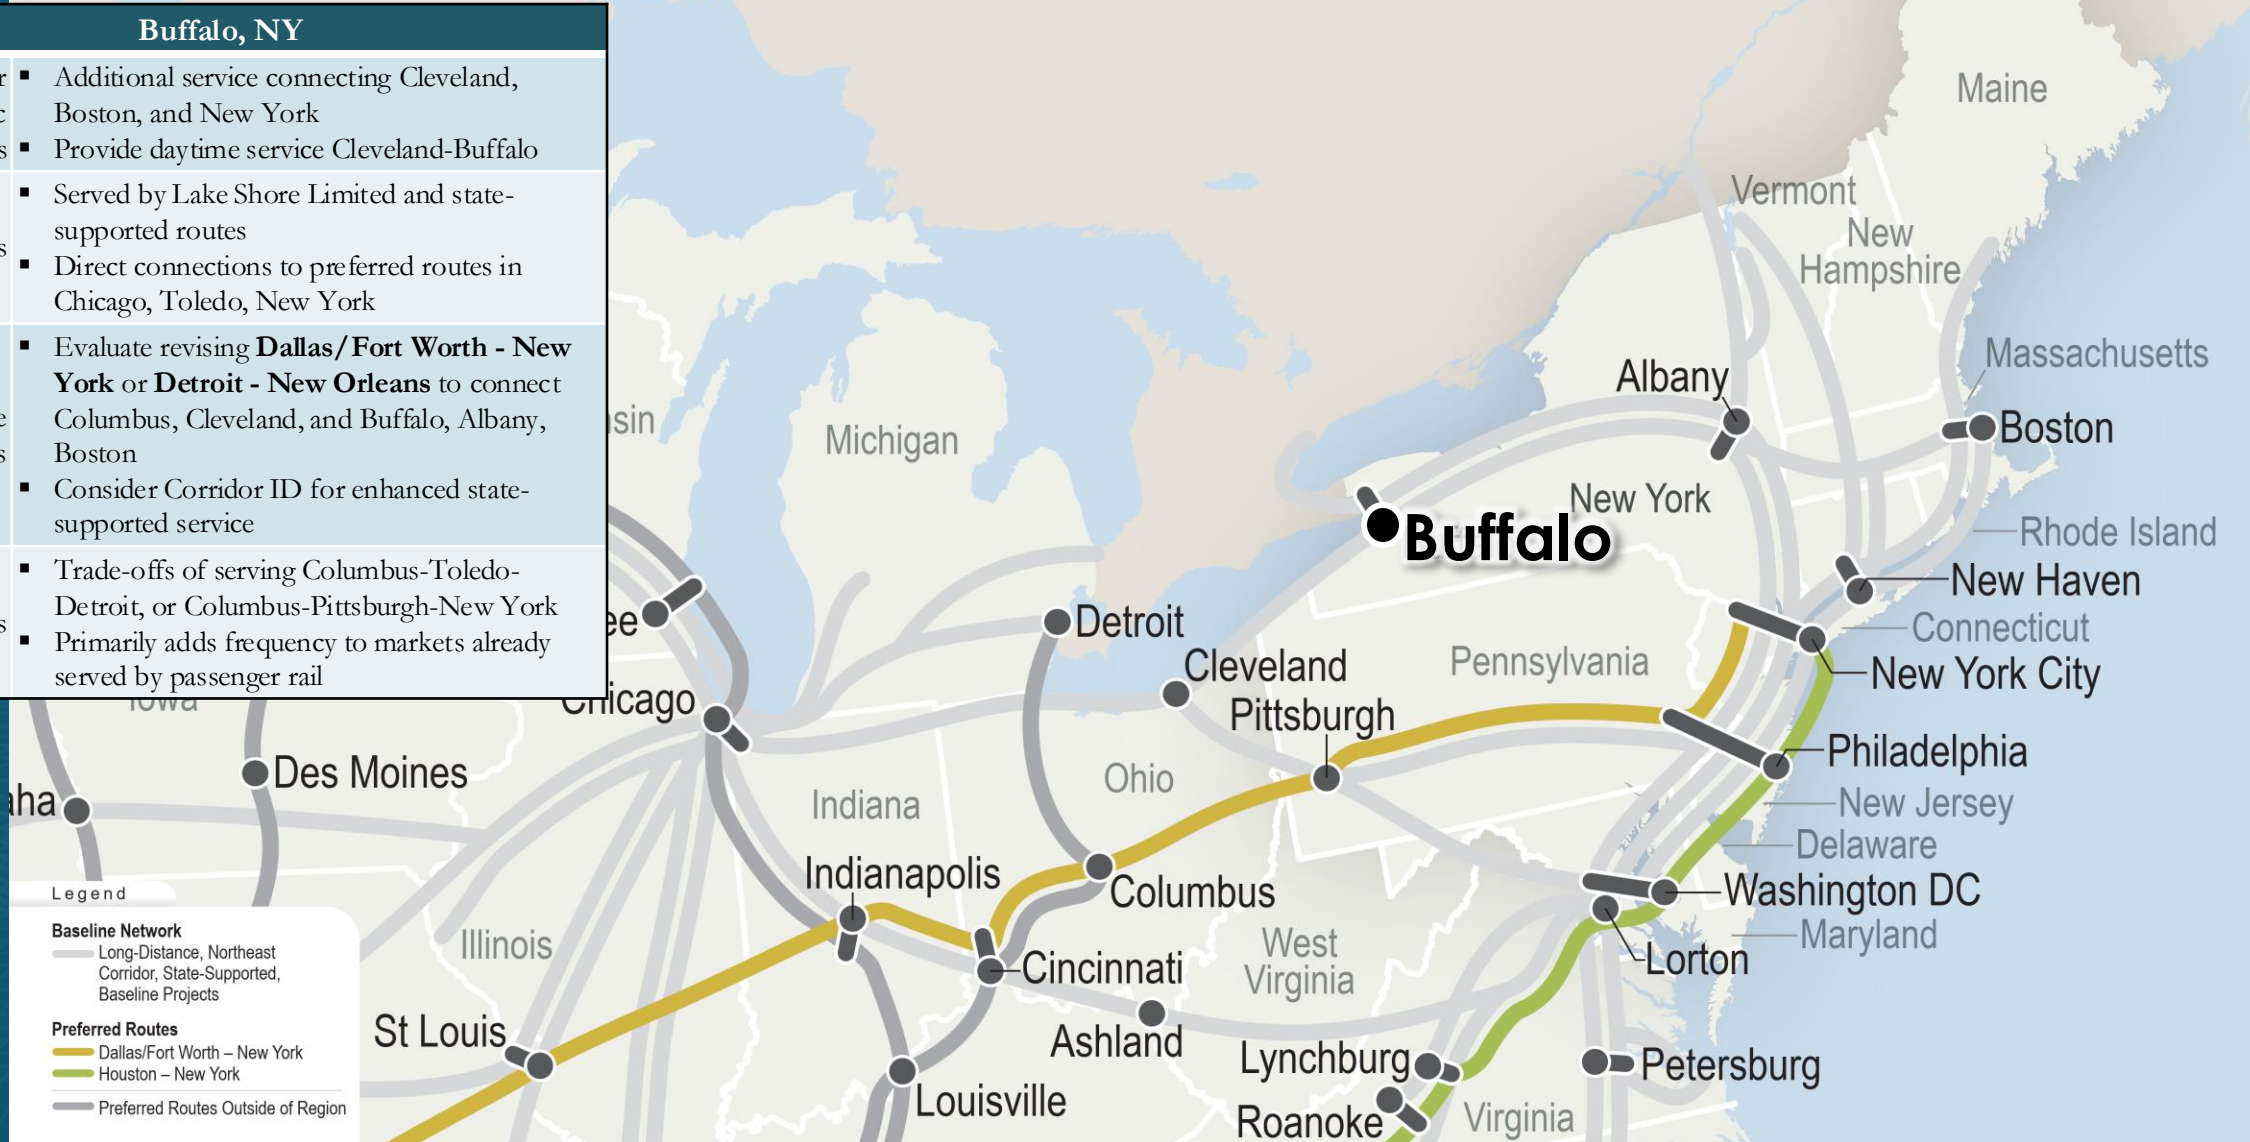 Buffalo, NY
r
c
s
▪ Additional service connecting Cleveland,
Boston, and New York
▪ Provide daytime service Cleveland-Buffalo
s
▪ Served by Lake Shore Limited and state-
supported routes
▪ Direct connections to preferred routes in
Chicago, Toledo, New York
e
s
▪ Evaluate revising Dallas/Fort Worth - New
York or Detroit - New Orleans to connect
Columbus, Cleveland, and Buffalo, Albany,
Boston
▪ Consider Corridor ID for enhanced state-
supported service
s
▪ Trade-offs of serving Columbus-Toledo-
Detroit, or Columbus-Pittsburgh-New York
▪ Primarily adds frequency to markets already
served by passenger rail
Maine
Vermont
New
Hampshire
Massachusetts
Albany
Boston
sin
Michigan
New York
Buffalo
Rhode Island
New Haven
Connecticut
New York City
ee
Detroit
Cleveland
Pennsylvania
Pittsburgh
Iowa
Chicago
Philadelphia
Des Moines
Ohio
aha
Indiana
New Jersey
Delaware
Indianapolis
Columbus
Washington DC
Maryland
Illinois
West
Virginia
Lorton
Cincinnati
St Louis
Ashland
Lynchburg
Petersburg
Louisville
Roanoke
Virginia
Legend
Baseline Network
Long-Distance, Northeast
Corridor, State-Supported,
Baseline Projects
Preferred Routes
Dallas/Fort Worth – New York
Houston – New York
Preferred Routes Outside of Region